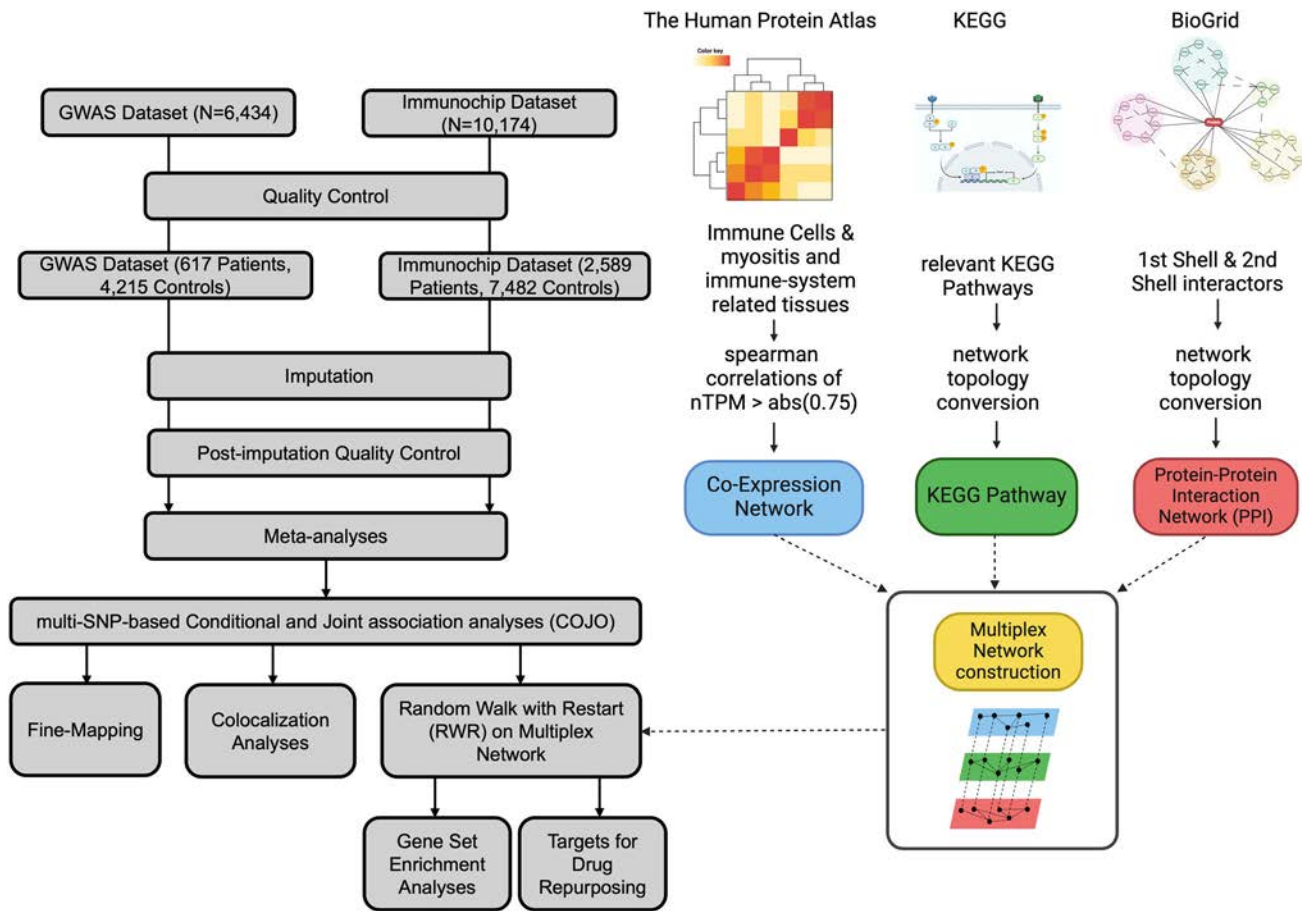 GWAS Dataset (N=6,434)
Immunochip Dataset
(N=10,174)
Quality Control
GWAS Dataset (617 Patients,
4,215 Controls)
Immunochip Dataset (2,589
Patients, 7,482 Controls)
Imputation
Post-imputation Quality Control
Meta-analyses
multi-SNP-based Conditional and Joint association analyses (COJO)
Fine-Mapping
Colocalization
Analyses
Random Walk with Restart
(RWR) on Multiplex
Network
Gene Set
Enrichment
Analyses
Targets for
Drug
Repurposing
The Human Protein Atlas
Color key
Immune Cells &
myositis and
immune-system
related tissues
spearman
correlations of
nTPM > abs(0.75)
Co-Expression
Network
KEGG
relevant KEGG
Pathways
network
topology
conversion
KEGG Pathway
BioGrid
1st Shell & 2nd
Shell interactors
network
topology
conversion
Protein-Protein
Interaction
Network (PPI)
Multiplex
Network
construction